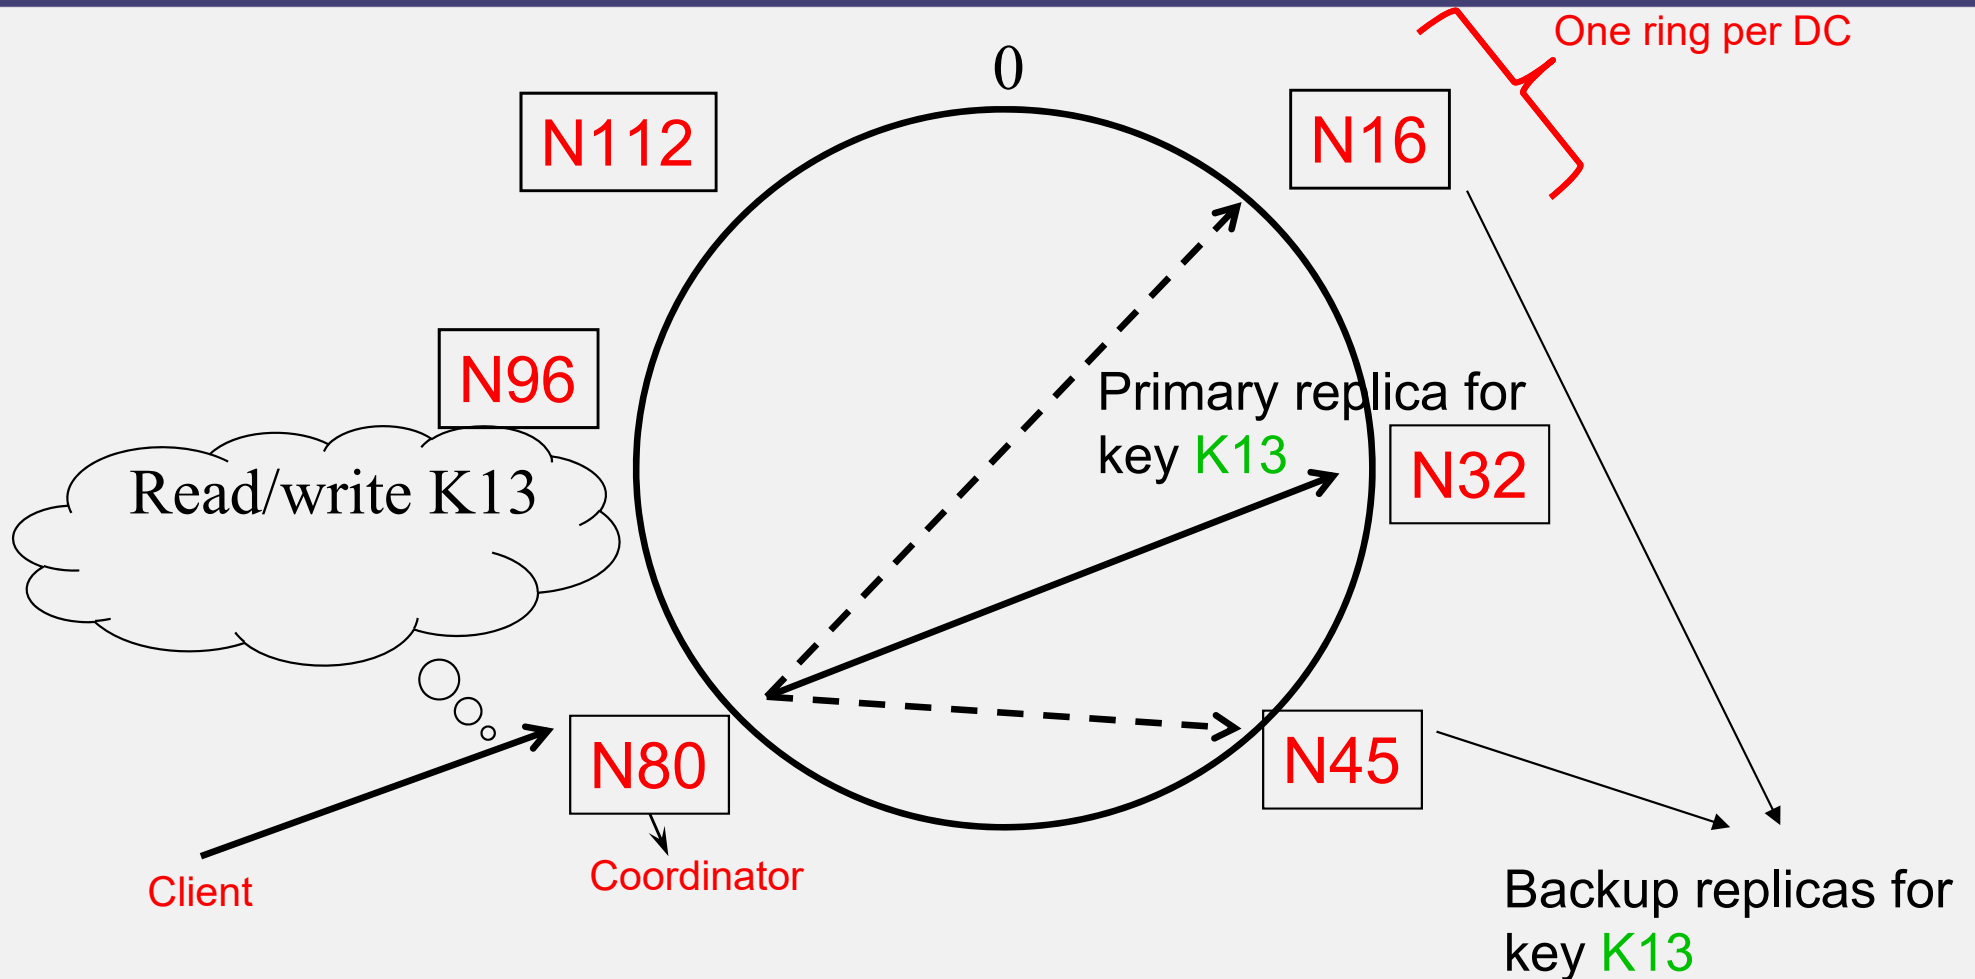 One ring per DC
0
N112
N16
N96
Primary replica for
key K13
N32
Read/write K13
N80
N45
Client
Coordinator
Backup replicas for
key K13